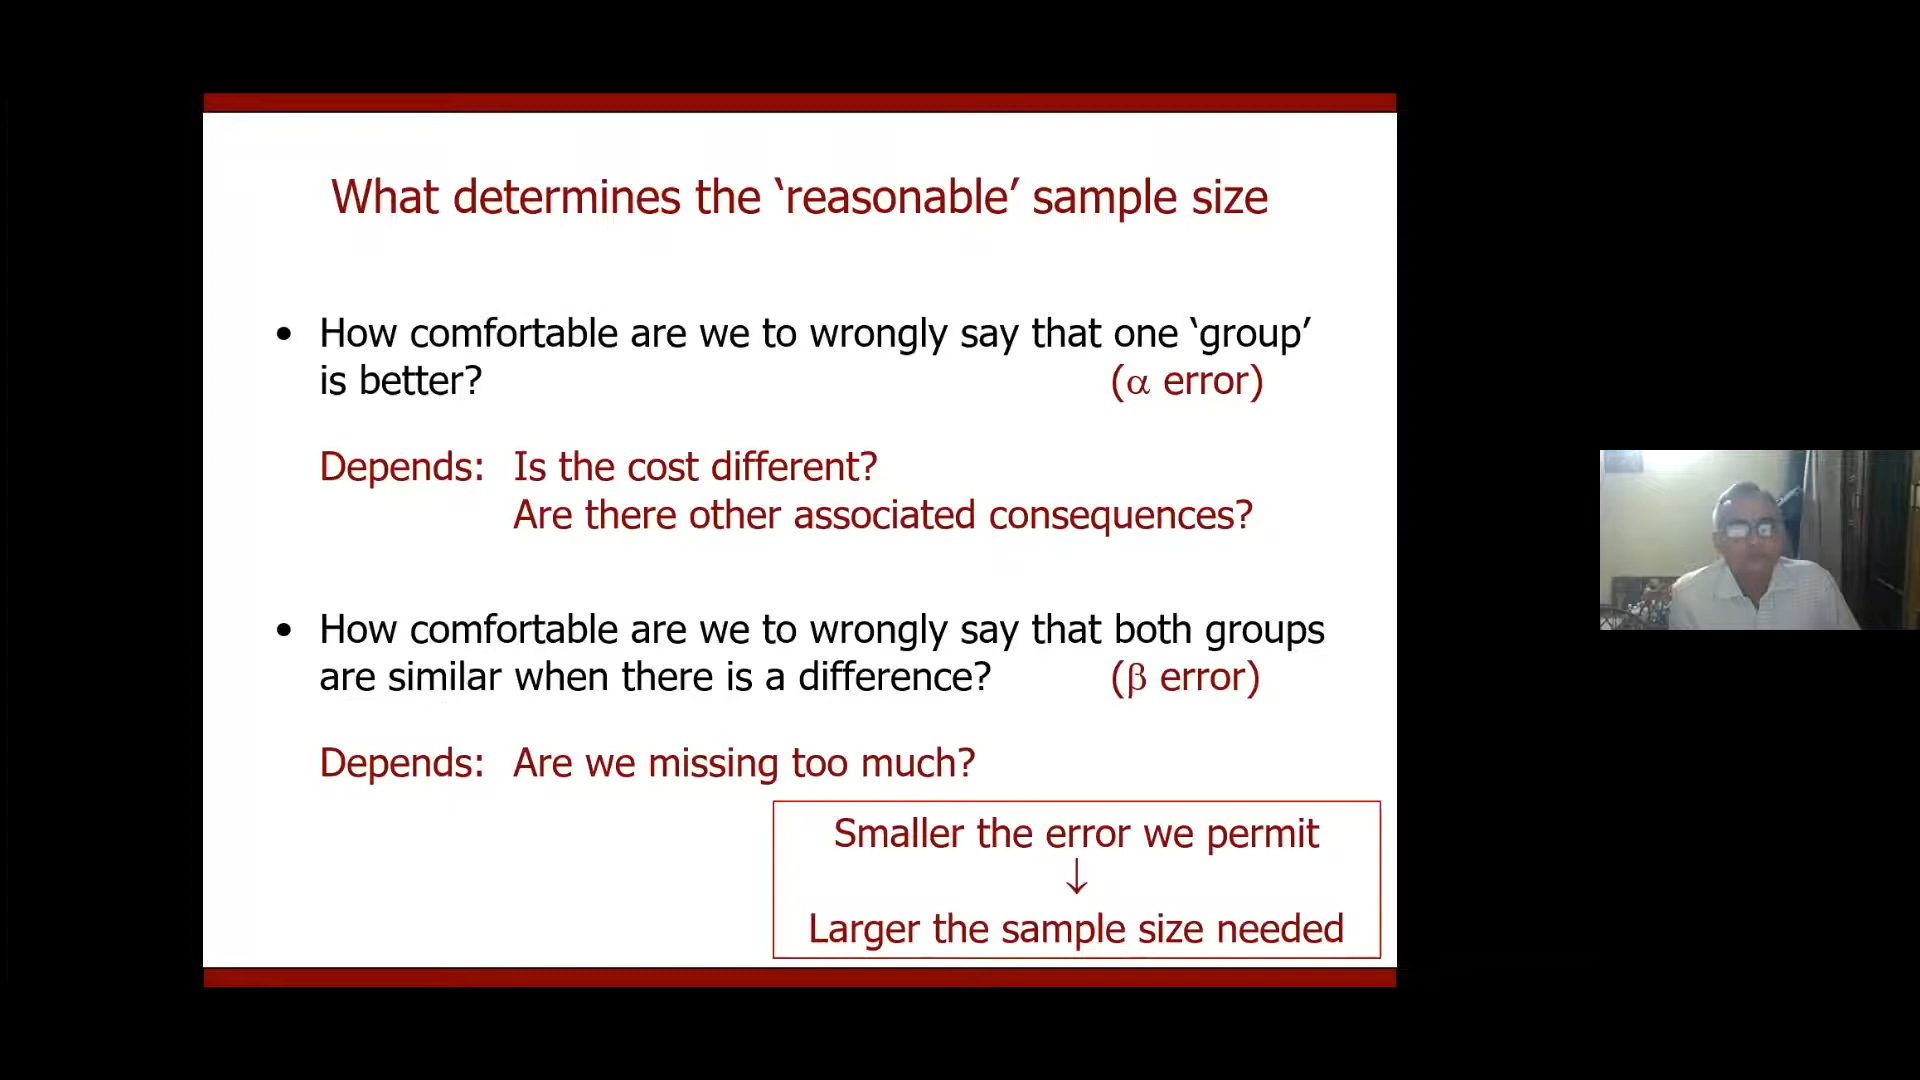 What determines the ‘reasonable’ sample size
• How comfortable are we to wrongly say that one ‘group’
is better? (α error)
Depends: Is the cost different?
Are there other associated consequences?
• How comfortable are we to wrongly say that both groups
are similar when there is a difference? (β error)
Depends: Are we missing too much?
Smaller the error we permit
↓
Larger the sample size needed